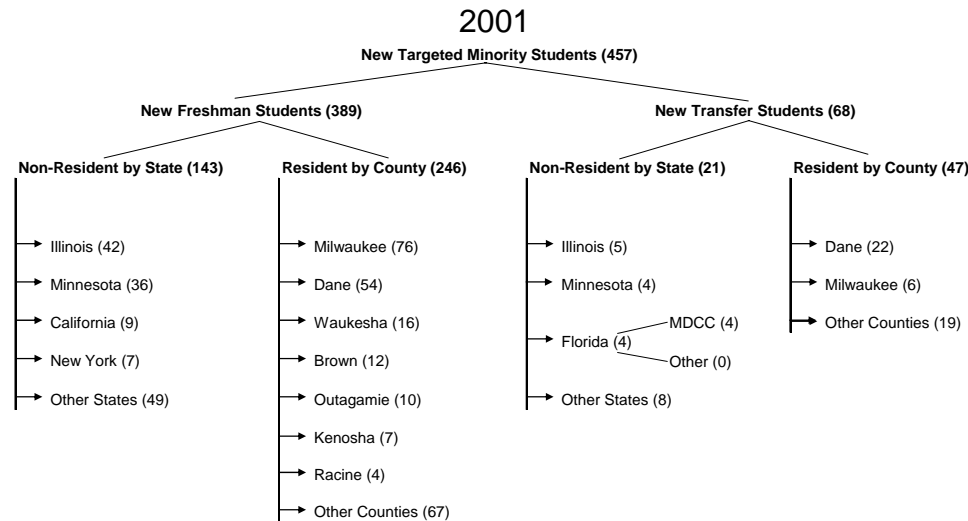 2001
New Targeted Minority Students (457)
New Freshman Students (389)
New Transfer Students (68)
Non-Resident by State (143)
Resident by County (246)
Non-Resident by State (21)
Resident by County (47)
Illinois (42)
Minnesota (36)
California (9)
New York (7)
Other States (49)
Milwaukee (76)
Dane (54)
Waukesha (16)
Brown (12)
Outagamie (10)
Kenosha (7)
Racine (4)
Other Counties (67)
Illinois (5)
Minnesota (4)
Florida (4)
MDCC (4)
Other (0)
Other States (8)
Dane (22)
Milwaukee (6)
Other Counties (19)